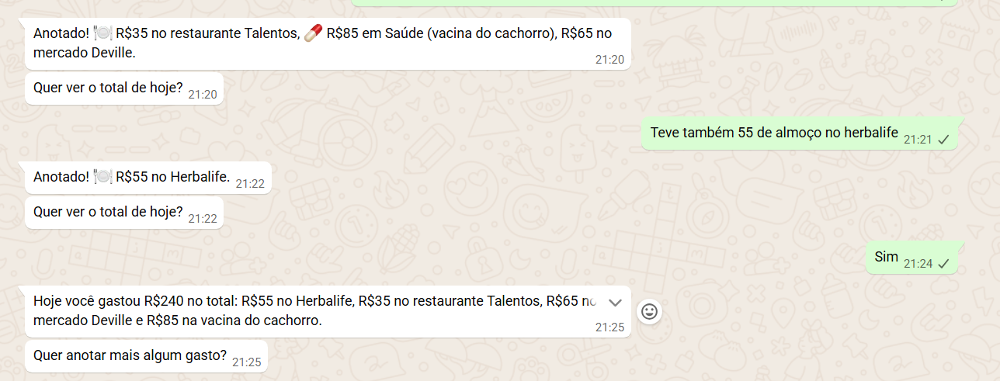 Anotado! 🍽️ R$35 no restaurante Talentos, 💊 R$85 em Saúde (vacina do cachorro), R$65 no
mercado Deville.
21:20
Quer ver o total de hoje? 21:20
Teve também 55 de almoço no herbalife 21:21
Anotado! 🍽️ R$55 no Herbalife. 21:22
Quer ver o total de hoje? 21:22
Sim 21:24
Hoje você gastou R$240 no total: R$55 no Herbalife, R$35 no restaurante Talentos, R$65 no
mercado Deville e R$85 na vacina do cachorro.
21:25
Quer anotar mais algum gasto? 21:25